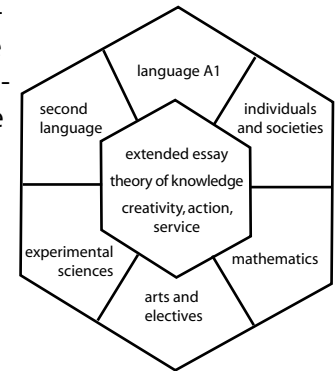 language A1
second
language
individuals
and societies
extended essay
theory of knowledge
creativity, action,
service
experimental
sciences
mathematics
arts and
electives